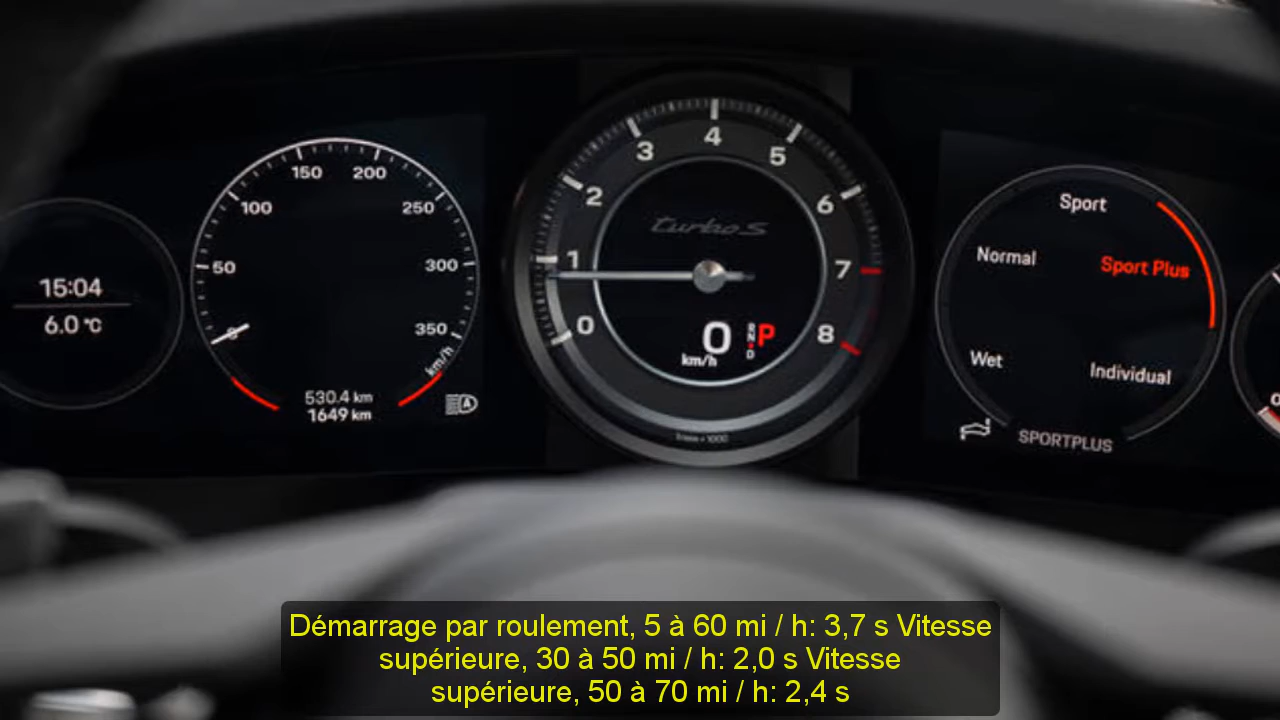 15:04
6.0 °C
0
50
100
150
200
250
300
350
km/h
530.4 km
1649 km
0
1
2
3
4
5
6
7
8
turbo S
0
km/h
R
N
D
P
Sport
Normal
Sport Plus
Wet
Individual
SPORTPLUS
Démarrage par roulement, 5 à 60 mi / h: 3,7 s Vitesse
supérieure, 30 à 50 mi / h: 2,0 s Vitesse
supérieure, 50 à 70 mi / h: 2,4 s